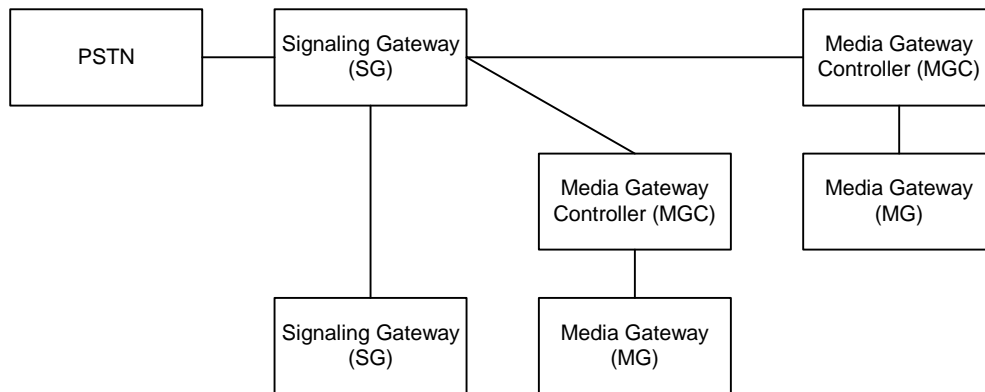 PSTN
Signaling Gateway
(SG)
Media Gateway
Controller (MGC)
Media Gateway
Controller (MGC)
Media Gateway
(MG)
Signaling Gateway
(SG)
Media Gateway
(MG)